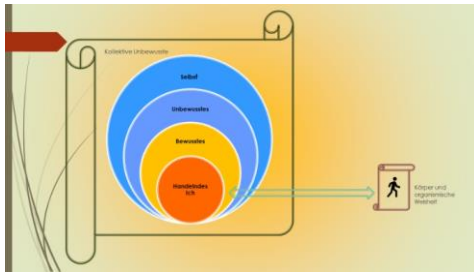 Kollektive Unbewusste
Selbst
Unbewusstes
Bewusstes
Handelndes
Ich
Körper und
organismische
Weisheit